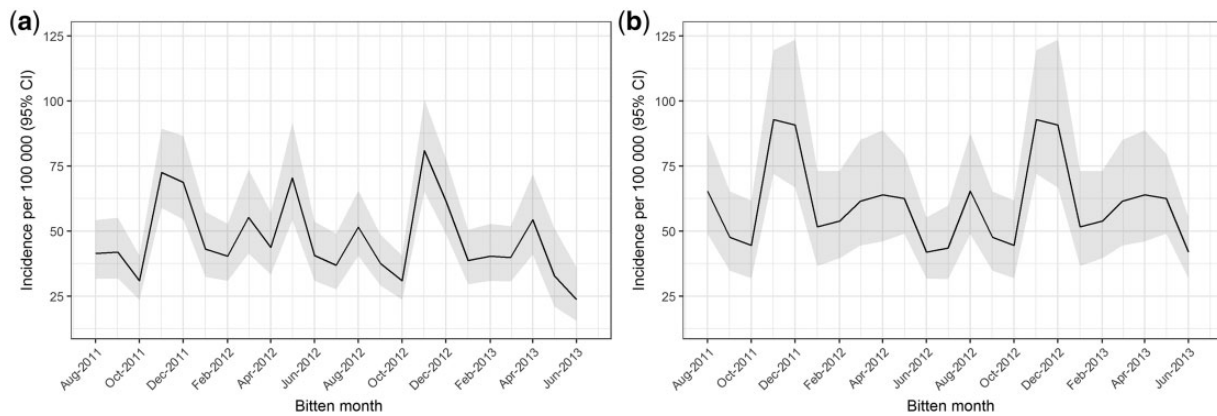 (a)
125
100
75
50
25
Incidence per 100 000 (95% CI)
Aug-2011
Oct-2011
Dec-2011
Feb-2012
Apr-2012
Jun-2012
Aug-2012
Oct-2012
Dec-2012
Feb-2013
Apr-2013
Jun-2013
Bitten month
(b)
125
100
75
50
25
Incidence per 100 000 (95% CI)
Aug-2011
Oct-2011
Dec-2011
Feb-2012
Apr-2012
Jun-2012
Aug-2012
Oct-2012
Dec-2012
Feb-2013
Apr-2013
Jun-2013
Bitten month